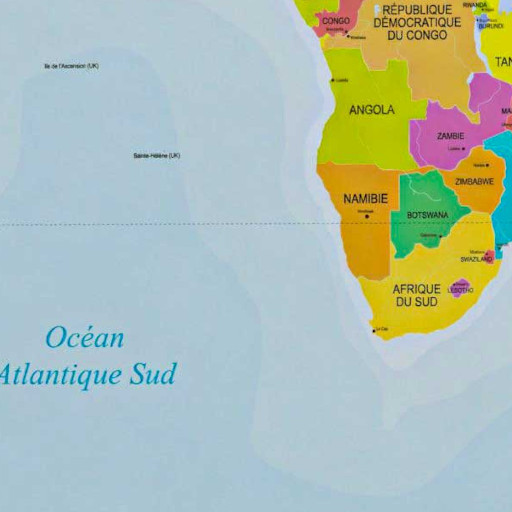 RÉPUBLIQUE
DÉMOCRATIQUE
DU CONGO
CONGO
RWANDA
BURUNDI
TAN
Île de l'Ascension (UK)
ANGOLA
Luanda
MA
ZAMBIE
Lusaka
Sainte-Hélène (UK)
Harare
ZIMBABWE
NAMIBIE
Windhoek
BOTSWANA
Gaborone
SWAZILAND
AFRIQUE
DU SUD
LESOTHO
Le Cap
Océan
Atlantique Sud